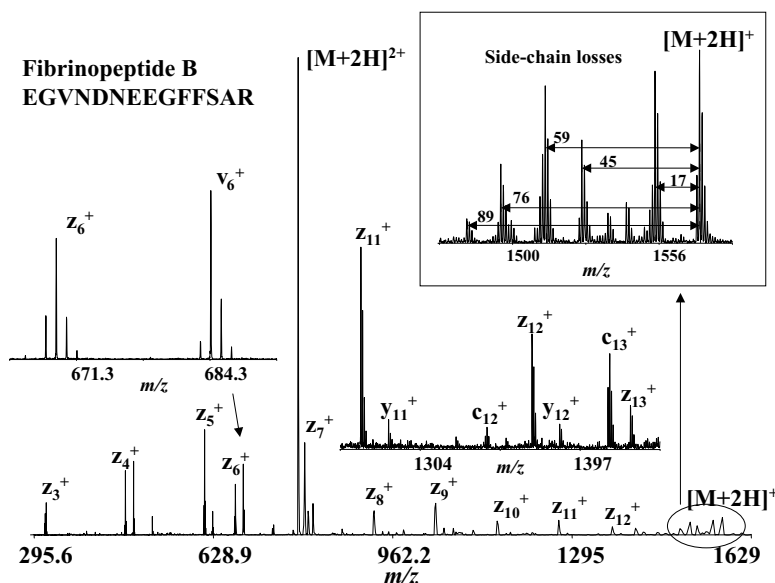 Fibrinopeptide B
EGVNDNEEGFFSAR
[M+2H]²⁺
Side-chain losses
[M+2H]⁺
59
45
17
76
89
1500
1556
m/z
z₆⁺
v₆⁺
671.3
684.3
m/z
z₁₁⁺
y₁₁⁺
c₁₂⁺
z₁₂⁺
y₁₂⁺
c₁₃⁺
z₁₃⁺
1304
1397
m/z
z₃⁺
z₄⁺
z₅⁺
z₆⁺
z₇⁺
z₈⁺
z₉⁺
z₁₀⁺
z₁₁⁺
z₁₂⁺
[M+2H]⁺
295.6
628.9
962.2
1295
1629
m/z